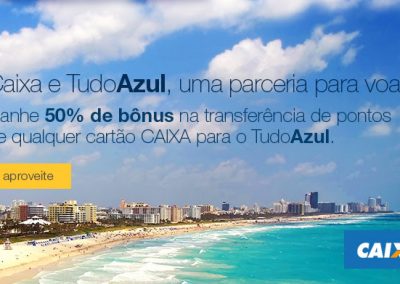 Caixa e TudoAzul, uma parceria para voa
anhe 50% de bônus na transferência de pontos
e qualquer cartão CAIXA para o TudoAzul.
aproveite
CAIX